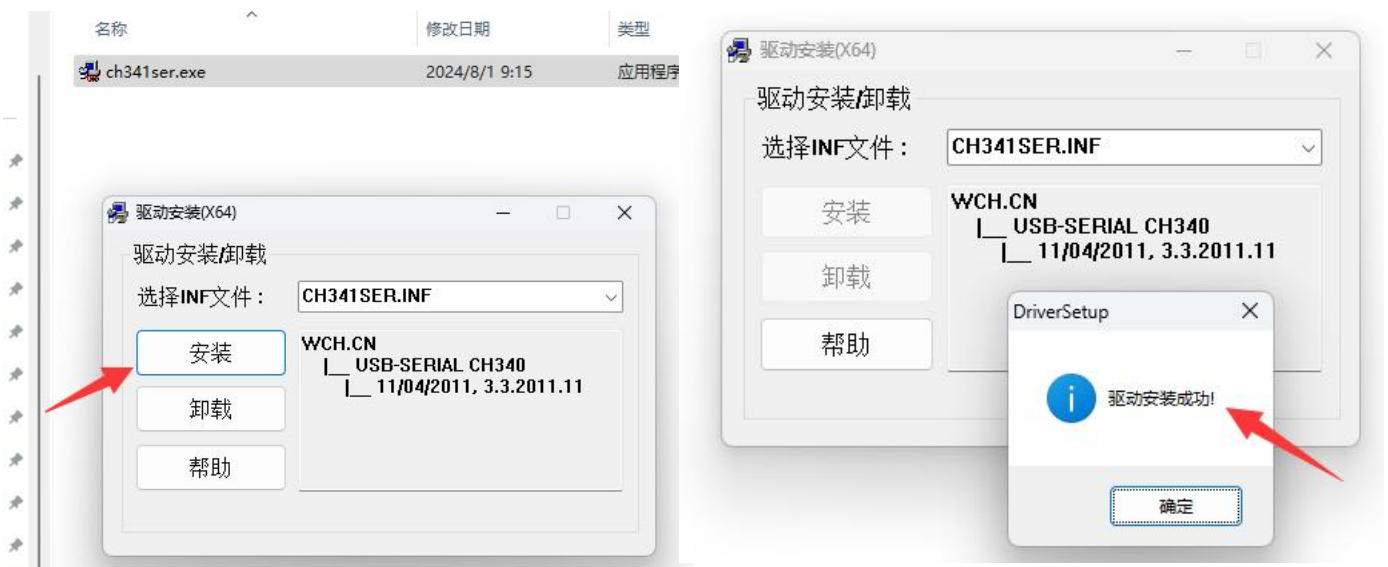 名称 修改日期 类型
ch341ser.exe 2024/8/1 9:15 应用程序
驱动安装(X64)
驱动安装/卸载
选择INF文件： CH341SER.INF
安装
卸载
帮助
WCH.CN
|__ USB-SERIAL CH340
|__ 11/04/2011, 3.3.2011.11
驱动安装(X64)
驱动安装/卸载
选择INF文件： CH341SER.INF
安装
卸载
帮助
WCH.CN
|__ USB-SERIAL CH340
|__ 11/04/2011, 3.3.2011.11
DriverSetup
驱动安装成功!
确定